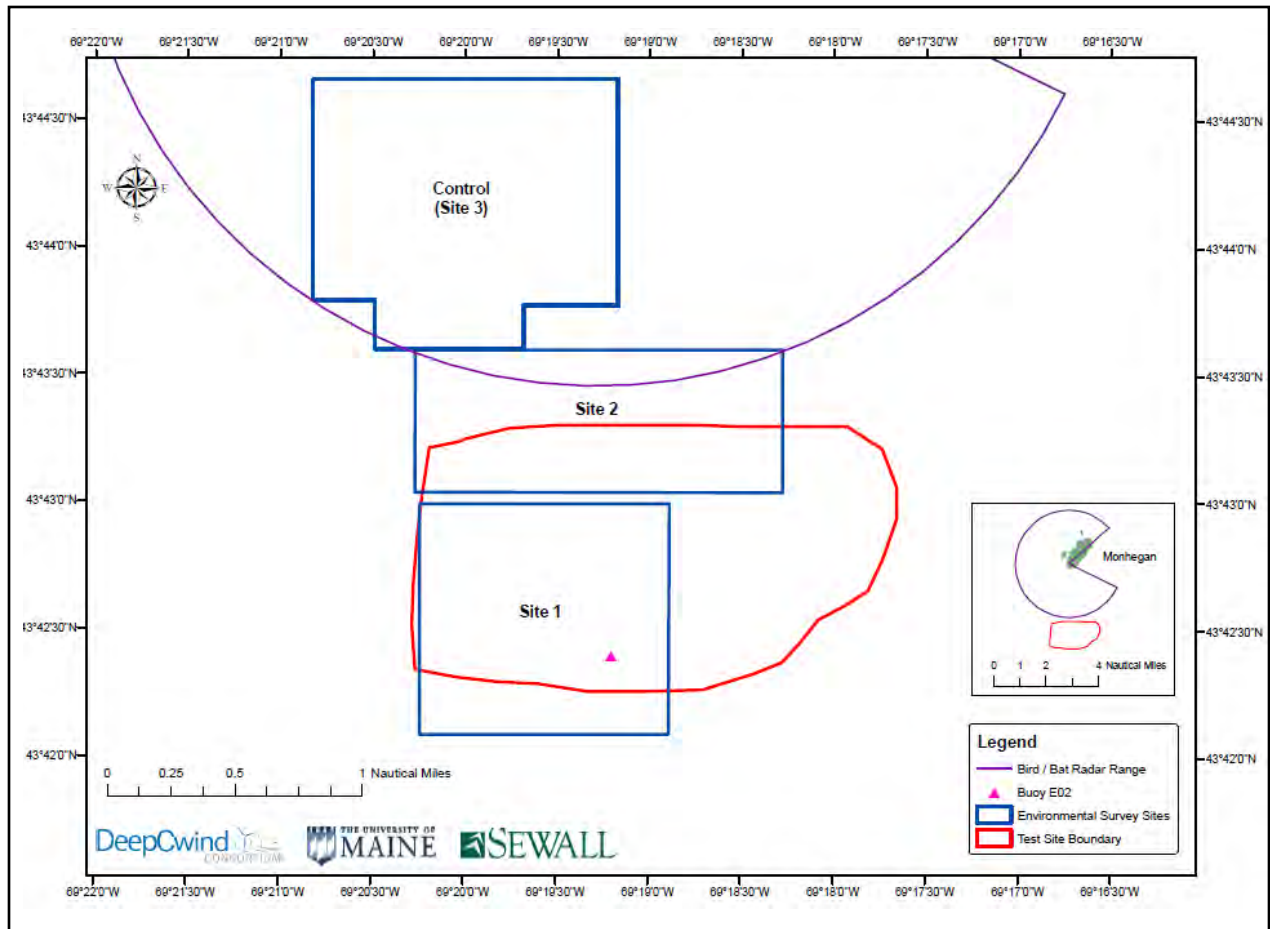 69°22'0"W 69°21'30"W 69°21'0"W 69°20'30"W 69°20'0"W 69°19'30"W 69°19'0"W 69°18'30"W 69°18'0"W 69°17'30"W 69°17'0"W 69°16'30"W
43°44'30"N
43°44'30"N
N
W E
S
Control
(Site 3)
43°44'0"N
43°44'0"N
43°43'30"N
43°43'30"N
Site 2
43°43'0"N
43°43'0"N
Monhegan
Site 1
43°42'30"N
43°42'30"N
0 1 2 4 Nautical Miles
Legend
Bird / Bat Radar Range
Buoy E02
Environmental Survey Sites
Test Site Boundary
43°42'0"N
43°42'0"N
0 0.25 0.5 1 Nautical Miles
DeepCwind CONSORTIUM
THE UNIVERSITY OF
MAINE
SEWALL
69°22'0"W 69°21'30"W 69°21'0"W 69°20'30"W 69°20'0"W 69°19'30"W 69°19'0"W 69°18'30"W 69°18'0"W 69°17'30"W 69°17'0"W 69°16'30"W